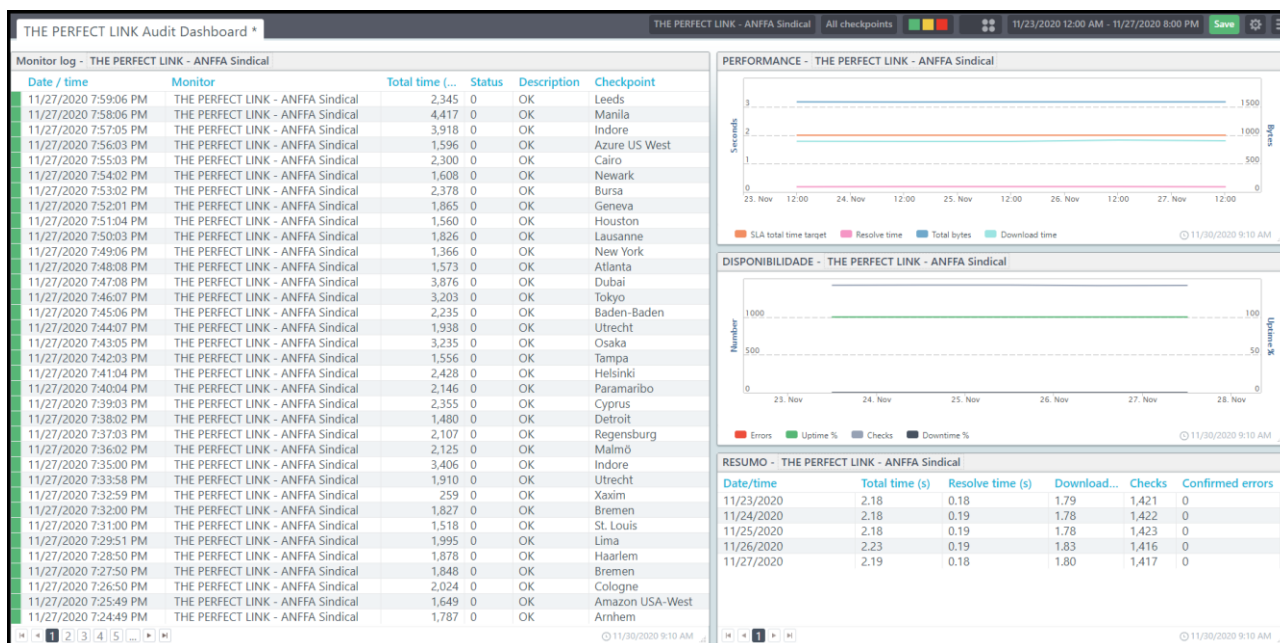 THE PERFECT LINK Audit Dashboard *
THE PERFECT LINK - ANFFA Sindical
All checkpoints
11/23/2020 12:00 AM - 11/27/2020 8:00 PM
Save
Monitor log - THE PERFECT LINK - ANFFA Sindical
Date / time Monitor Total time (... Status Description Checkpoint
11/27/2020 7:59:06 PM THE PERFECT LINK - ANFFA Sindical 2,345 0 OK Leeds
11/27/2020 7:58:06 PM THE PERFECT LINK - ANFFA Sindical 4,417 0 OK Manila
11/27/2020 7:57:05 PM THE PERFECT LINK - ANFFA Sindical 3,918 0 OK Indore
11/27/2020 7:56:03 PM THE PERFECT LINK - ANFFA Sindical 1,596 0 OK Azure US West
11/27/2020 7:55:03 PM THE PERFECT LINK - ANFFA Sindical 2,300 0 OK Cairo
11/27/2020 7:54:02 PM THE PERFECT LINK - ANFFA Sindical 1,608 0 OK Newark
11/27/2020 7:53:02 PM THE PERFECT LINK - ANFFA Sindical 2,378 0 OK Bursa
11/27/2020 7:52:01 PM THE PERFECT LINK - ANFFA Sindical 1,865 0 OK Geneva
11/27/2020 7:51:04 PM THE PERFECT LINK - ANFFA Sindical 1,560 0 OK Houston
11/27/2020 7:50:03 PM THE PERFECT LINK - ANFFA Sindical 1,826 0 OK Lausanne
11/27/2020 7:49:06 PM THE PERFECT LINK - ANFFA Sindical 1,366 0 OK New York
11/27/2020 7:48:08 PM THE PERFECT LINK - ANFFA Sindical 1,573 0 OK Atlanta
11/27/2020 7:47:08 PM THE PERFECT LINK - ANFFA Sindical 3,876 0 OK Dubai
11/27/2020 7:46:07 PM THE PERFECT LINK - ANFFA Sindical 3,203 0 OK Tokyo
11/27/2020 7:45:06 PM THE PERFECT LINK - ANFFA Sindical 2,235 0 OK Baden-Baden
11/27/2020 7:44:07 PM THE PERFECT LINK - ANFFA Sindical 1,938 0 OK Utrecht
11/27/2020 7:43:05 PM THE PERFECT LINK - ANFFA Sindical 3,235 0 OK Osaka
11/27/2020 7:42:03 PM THE PERFECT LINK - ANFFA Sindical 1,556 0 OK Tampa
11/27/2020 7:41:04 PM THE PERFECT LINK - ANFFA Sindical 2,428 0 OK Helsinki
11/27/2020 7:40:04 PM THE PERFECT LINK - ANFFA Sindical 2,146 0 OK Paramaribo
11/27/2020 7:39:03 PM THE PERFECT LINK - ANFFA Sindical 2,355 0 OK Cyprus
11/27/2020 7:38:02 PM THE PERFECT LINK - ANFFA Sindical 1,480 0 OK Detroit
11/27/2020 7:37:03 PM THE PERFECT LINK - ANFFA Sindical 2,107 0 OK Regensburg
11/27/2020 7:36:02 PM THE PERFECT LINK - ANFFA Sindical 2,125 0 OK Malmö
11/27/2020 7:35:00 PM THE PERFECT LINK - ANFFA Sindical 3,406 0 OK Indore
11/27/2020 7:33:58 PM THE PERFECT LINK - ANFFA Sindical 1,910 0 OK Utrecht
11/27/2020 7:32:59 PM THE PERFECT LINK - ANFFA Sindical 259 0 OK Xaxim
11/27/2020 7:32:00 PM THE PERFECT LINK - ANFFA Sindical 1,827 0 OK Bremen
11/27/2020 7:31:00 PM THE PERFECT LINK - ANFFA Sindical 1,518 0 OK St. Louis
11/27/2020 7:29:51 PM THE PERFECT LINK - ANFFA Sindical 1,995 0 OK Lima
11/27/2020 7:28:50 PM THE PERFECT LINK - ANFFA Sindical 1,878 0 OK Haarlem
11/27/2020 7:27:50 PM THE PERFECT LINK - ANFFA Sindical 1,848 0 OK Bremen
11/27/2020 7:26:50 PM THE PERFECT LINK - ANFFA Sindical 2,024 0 OK Cologne
11/27/2020 7:25:49 PM THE PERFECT LINK - ANFFA Sindical 1,649 0 OK Amazon USA-West
11/27/2020 7:24:49 PM THE PERFECT LINK - ANFFA Sindical 1,787 0 OK Arnhem
1 2 3 4 5 ...
11/30/2020 9:10 AM
PERFORMANCE - THE PERFECT LINK - ANFFA Sindical
Seconds
3
2
1
0
1500
1000
500
0
Bytes
23. Nov 12:00 24. Nov 12:00 25. Nov 12:00 26. Nov 12:00 27. Nov 12:00
SLA total time target Resolve time Total bytes Download time
11/30/2020 9:10 AM
DISPONIBILIDADE - THE PERFECT LINK - ANFFA Sindical
Number
1000
500
0
100
50
0
Uptime %
23. Nov 24. Nov 25. Nov 26. Nov 27. Nov 28. Nov
Errors Uptime % Checks Downtime %
11/30/2020 9:10 AM
RESUMO - THE PERFECT LINK - ANFFA Sindical
Date/time Total time (s) Resolve time (s) Download... Checks Confirmed errors
11/23/2020 2.18 0.18 1.79 1,421 0
11/24/2020 2.18 0.19 1.78 1,422 0
11/25/2020 2.18 0.19 1.78 1,423 0
11/26/2020 2.23 0.19 1.83 1,416 0
11/27/2020 2.19 0.18 1.80 1,417 0
1
11/30/2020 9:10 AM